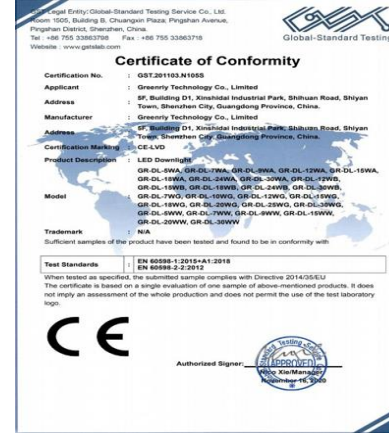 Legal Entity: Global-Standard Testing Service Co., Ltd.
Room 1505, Building B, Chuangxin Plaza, Pingshan Avenue,
Pingshan District, Shenzhen, China.
Tel : +86 755 33863798 Fax : +86 755 33863718
Website : www.gstslab.com
Global-Standard Testing
Certificate of Conformity
Certification No. : GST.201103.N105S
Applicant : Greenriy Technology Co., Limited
Address : 5F, Building D1, Xinshidai Industrial Park, Shihuan Road, Shiyan
Town, Shenzhen City, Guangdong Province, China.
Manufacturer : Greenriy Technology Co., Limited
Address : 5F, Building D1, Xinshidai Industrial Park, Shihuan Road, Shiyan
Town, Shenzhen City, Guangdong Province, China.
Certification Marking : CE-LVD
Product Description : LED Downlight
Model : GR-DL-5WA, GR-DL-7WA, GR-DL-9WA, GR-DL-12WA, GR-DL-15WA,
GR-DL-18WA, GR-DL-24WA, GR-DL-30WA, GR-DL-12WB,
GR-DL-15WB, GR-DL-18WB, GR-DL-24WB, GR-DL-30WB,
GR-DL-7WG, GR-DL-10WG, GR-DL-12WG, GR-DL-15WG,
GR-DL-18WG, GR-DL-20WG, GR-DL-25WG, GR-DL-30WG,
GR-DL-5WW, GR-DL-7WW, GR-DL-9WW, GR-DL-15WW,
GR-DL-20WW, GR-DL-30WW
Trademark : N/A
Sufficient samples of the product have been tested and found to be in conformity with
Test Standards : EN 60598-1:2015+A1:2018
EN 60598-2-2:2012
When tested as specified, the submitted sample complies with Directive 2014/35/EU
The certificate is based on a single evaluation of one sample of above-mentioned products. It does
not imply an assessment of the whole production and does not permit the use of the test laboratory
logo.
CE
Authorized Signer:
APPROVED
Nico Xie/Manager
November 16, 2020